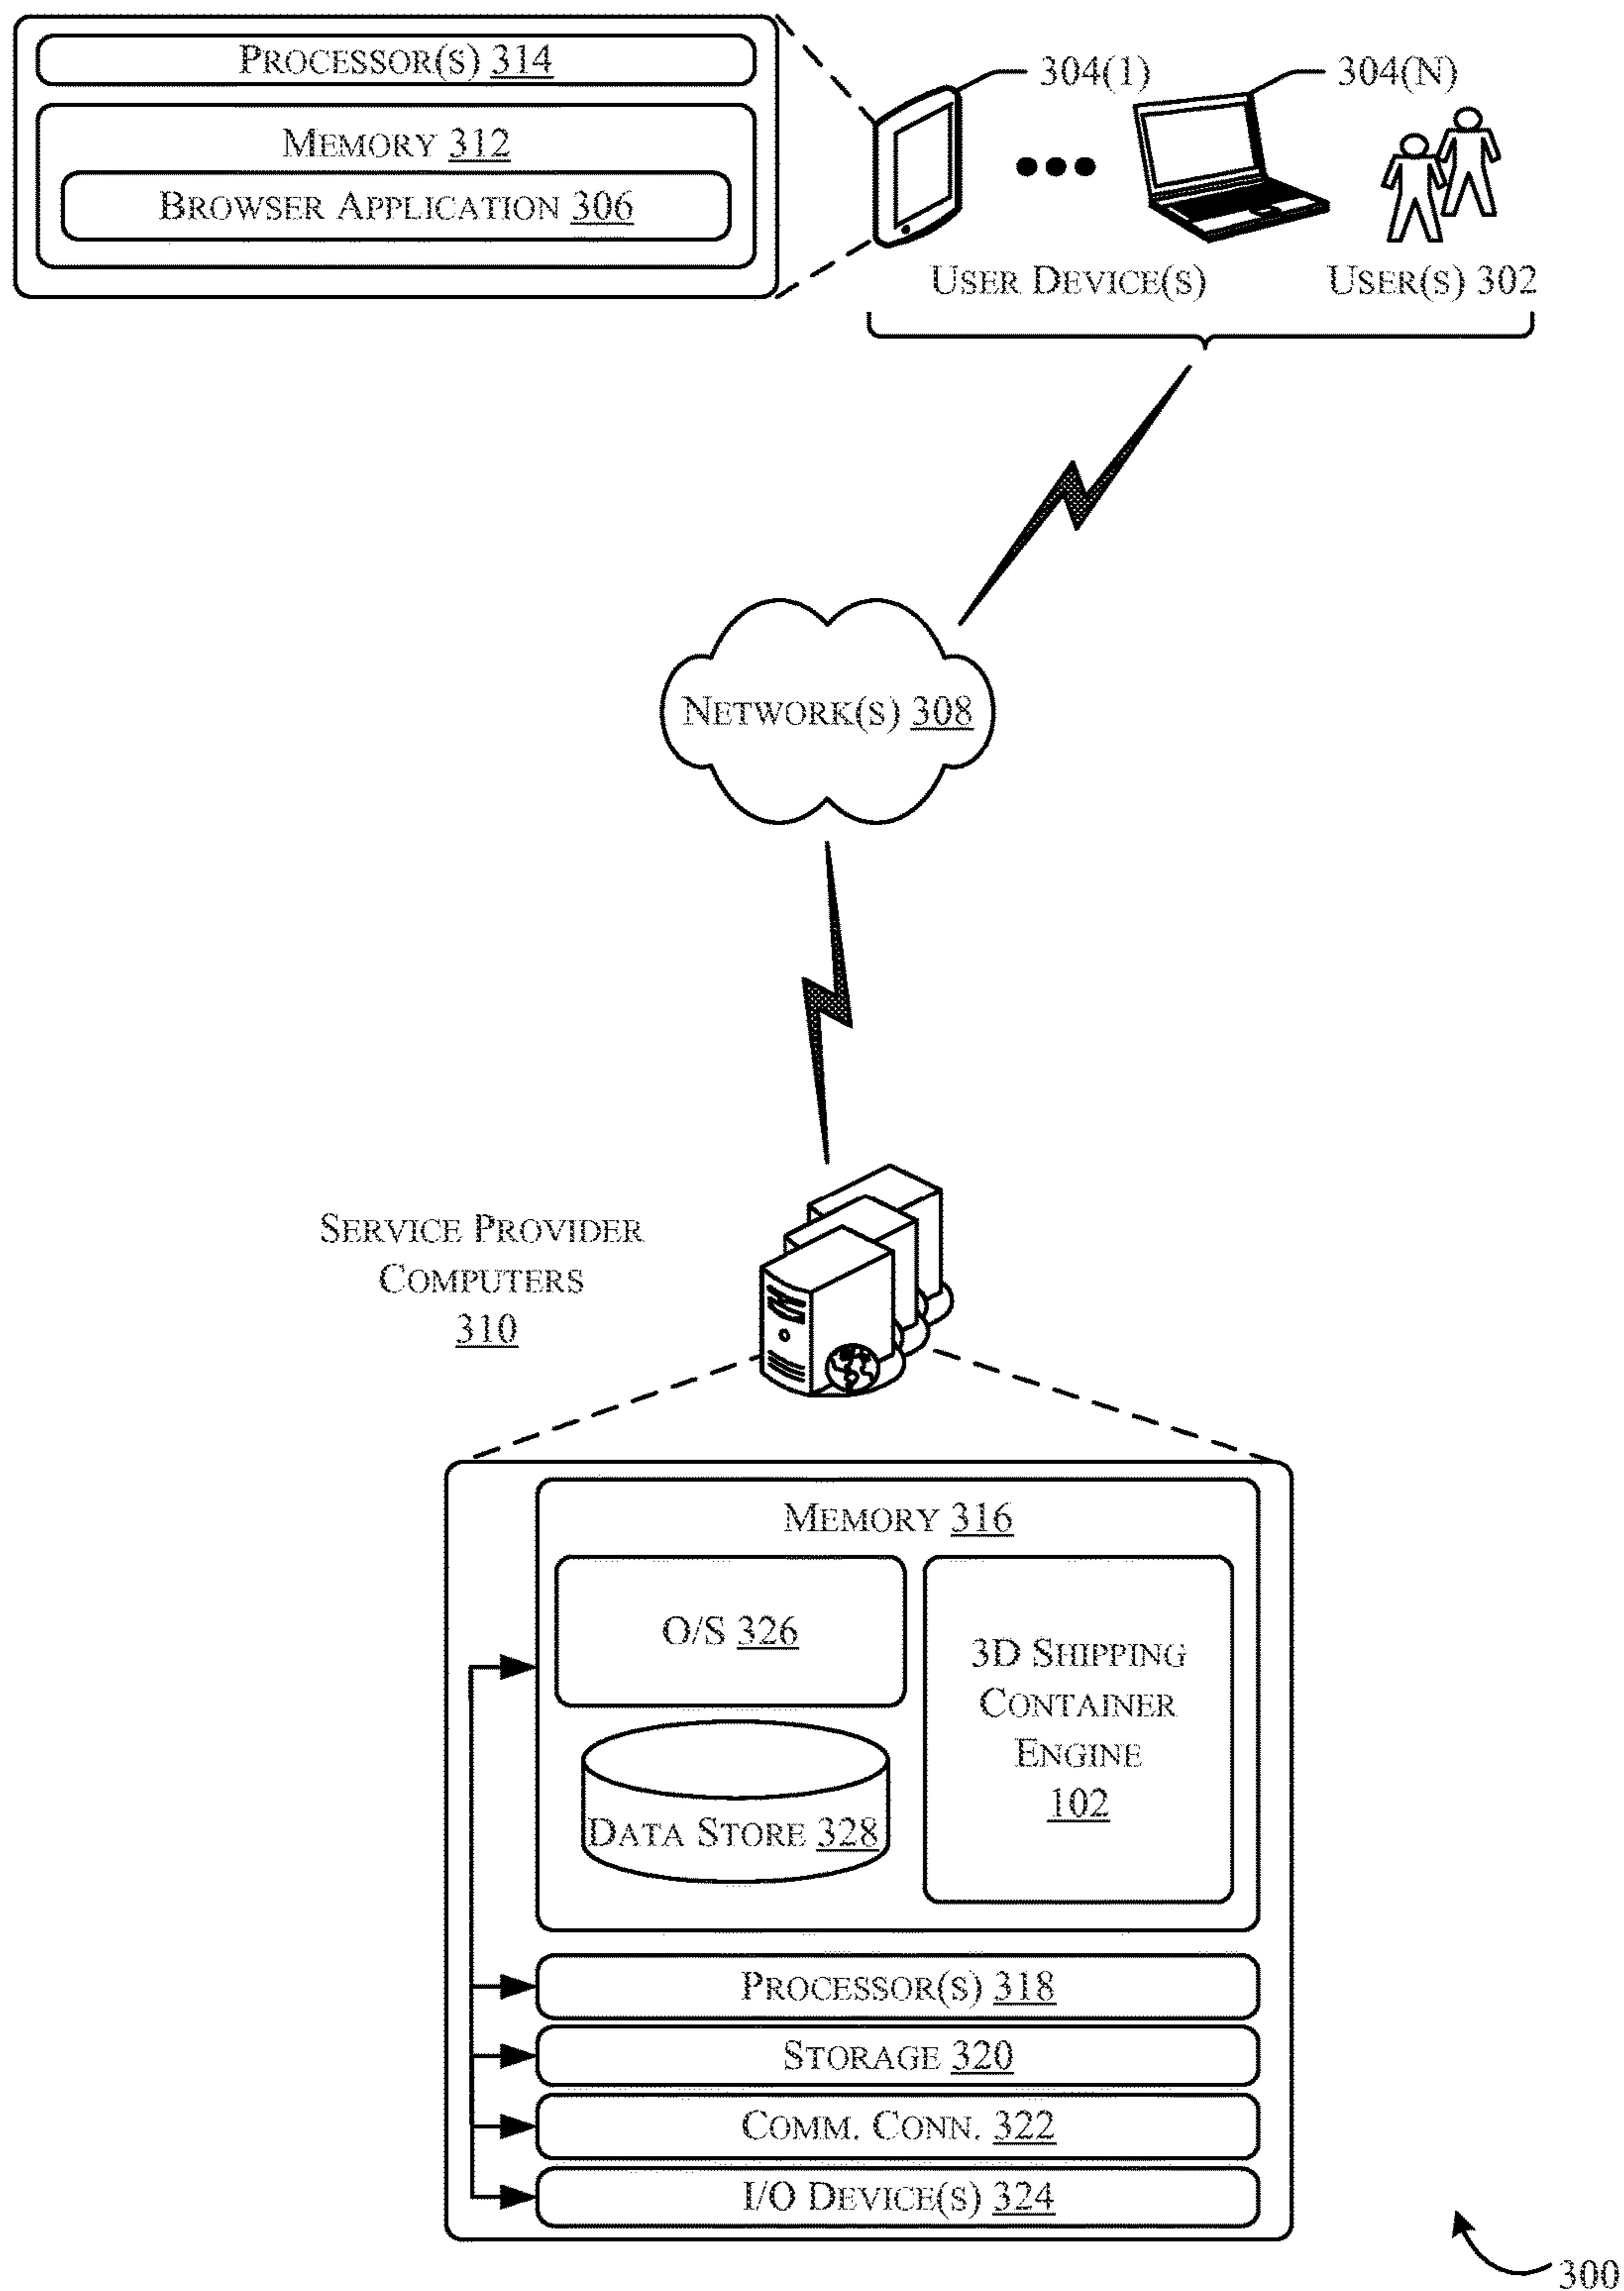 PROCESSOR(S) 314
MEMORY 312
BROWSER APPLICATION 306
304(1)
304(N)
USER DEVICE(S)
USER(S) 302
NETWORK(S) 308
SERVICE PROVIDER
COMPUTERS
310
MEMORY 316
O/S 326
DATA STORE 328
3D SHIPPING
CONTAINER
ENGINE
102
PROCESSOR(S) 318
STORAGE 320
COMM. CONN. 322
I/O DEVICE(S) 324
300